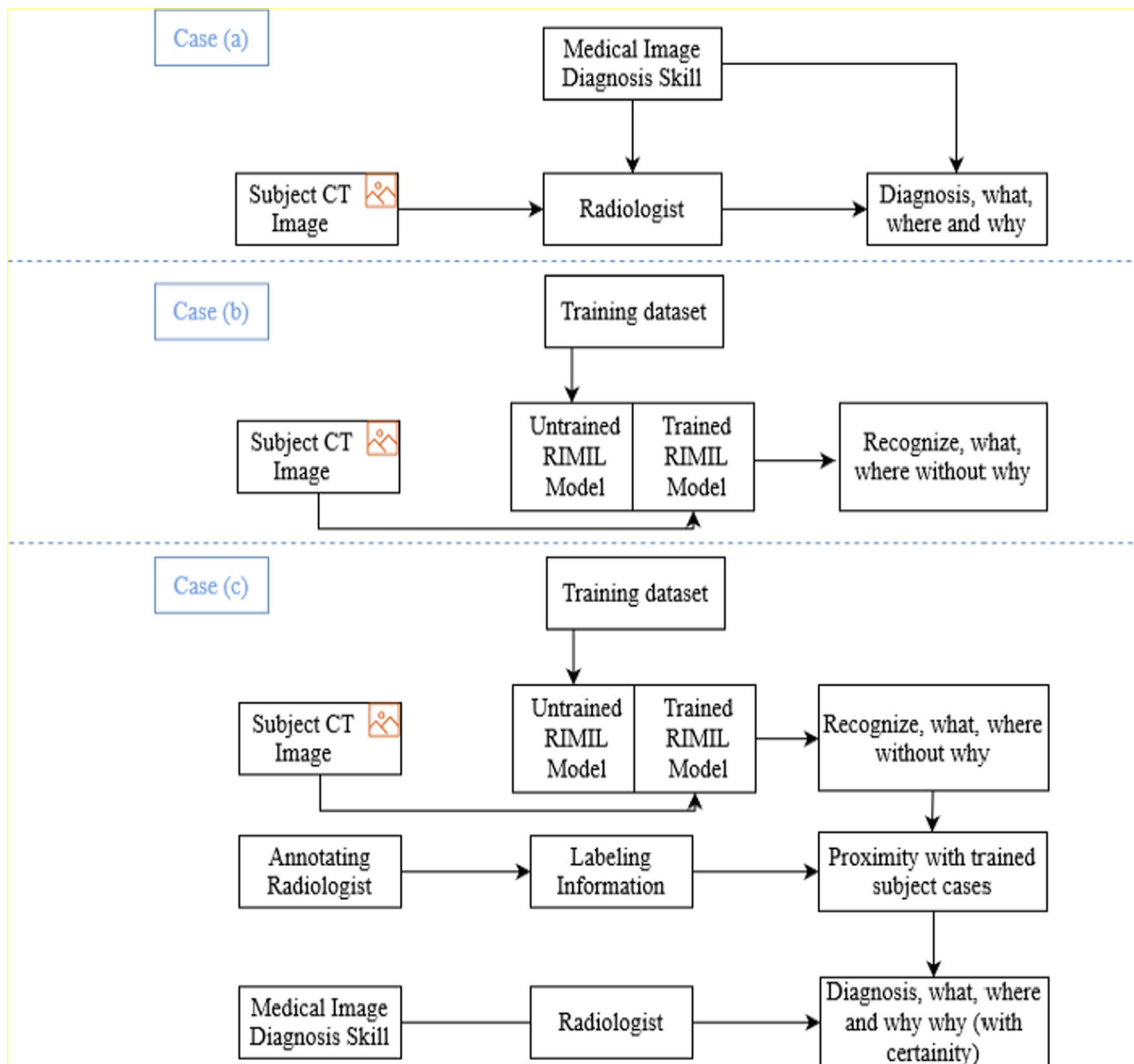 Case (a)
Medical Image
Diagnosis Skill
Subject CT
Image
Radiologist
Diagnosis, what,
where and why
Case (b)
Training dataset
Subject CT
Image
Untrained
RIMIL
Model
Trained
RIMIL
Model
Recognize, what,
where without why
Case (c)
Training dataset
Subject CT
Image
Untrained
RIMIL
Model
Trained
RIMIL
Model
Recognize, what, where
without why
Annotating
Radiologist
Labeling
Information
Proximity with trained
subject cases
Medical Image
Diagnosis Skill
Radiologist
Diagnosis, what, where
and why why (with
certainity)